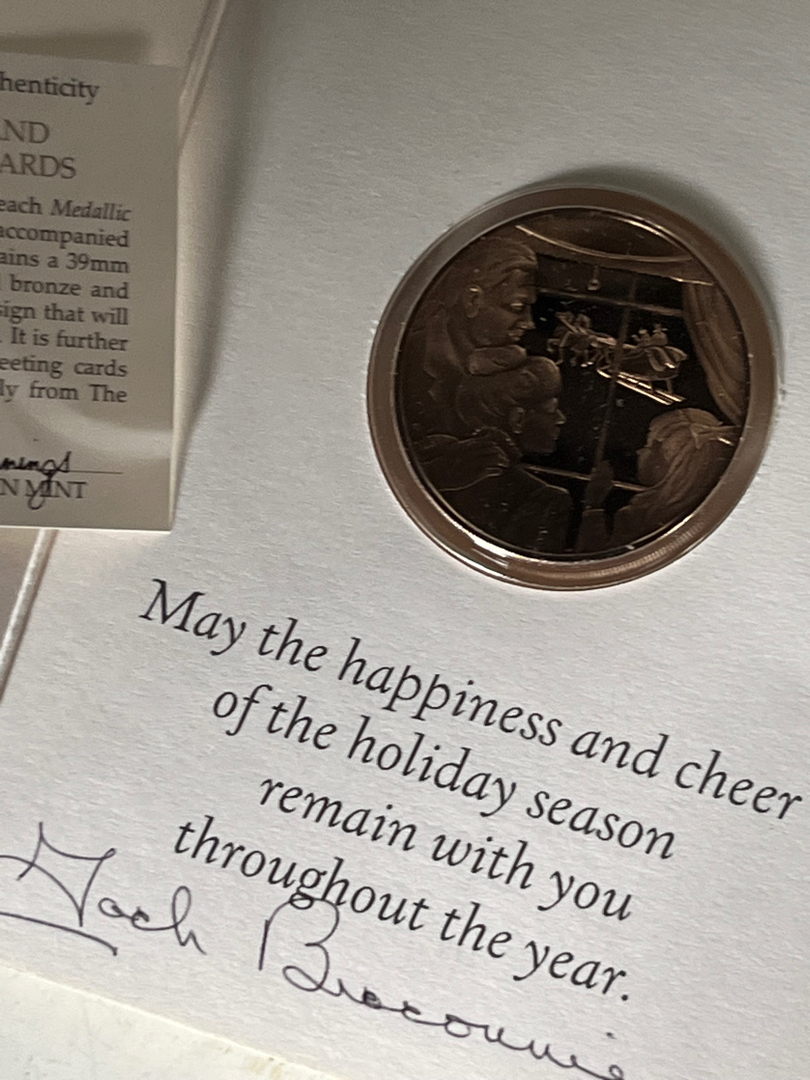 henticity
ND
ARDS
each Medallic
accompanied
ains a 39mm
bronze and
sign that will
It is further
eeting cards
ly from The
N MINT
May the happiness and cheer
of the holiday season
remain with you
throughout the year.